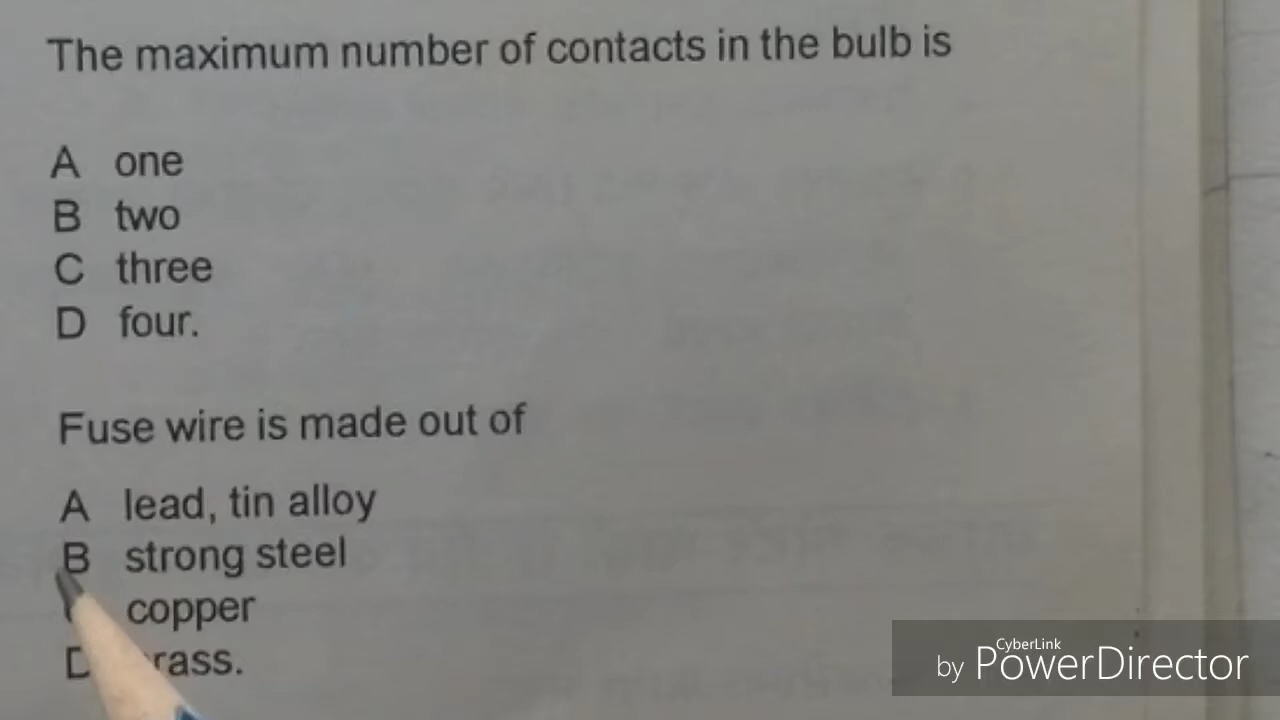 The maximum number of contacts in the bulb is
A one
B two
C three
D four.
Fuse wire is made out of
A lead, tin alloy
B strong steel
copper
D rass.
CyberLink
by PowerDirector